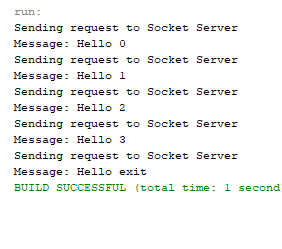 run:
Sending request to Socket Server
Message: Hello 0
Sending request to Socket Server
Message: Hello 1
Sending request to Socket Server
Message: Hello 2
Sending request to Socket Server
Message: Hello 3
Sending request to Socket Server
Message: Hello exit
BUILD SUCCESSFUL (total time: 1 second